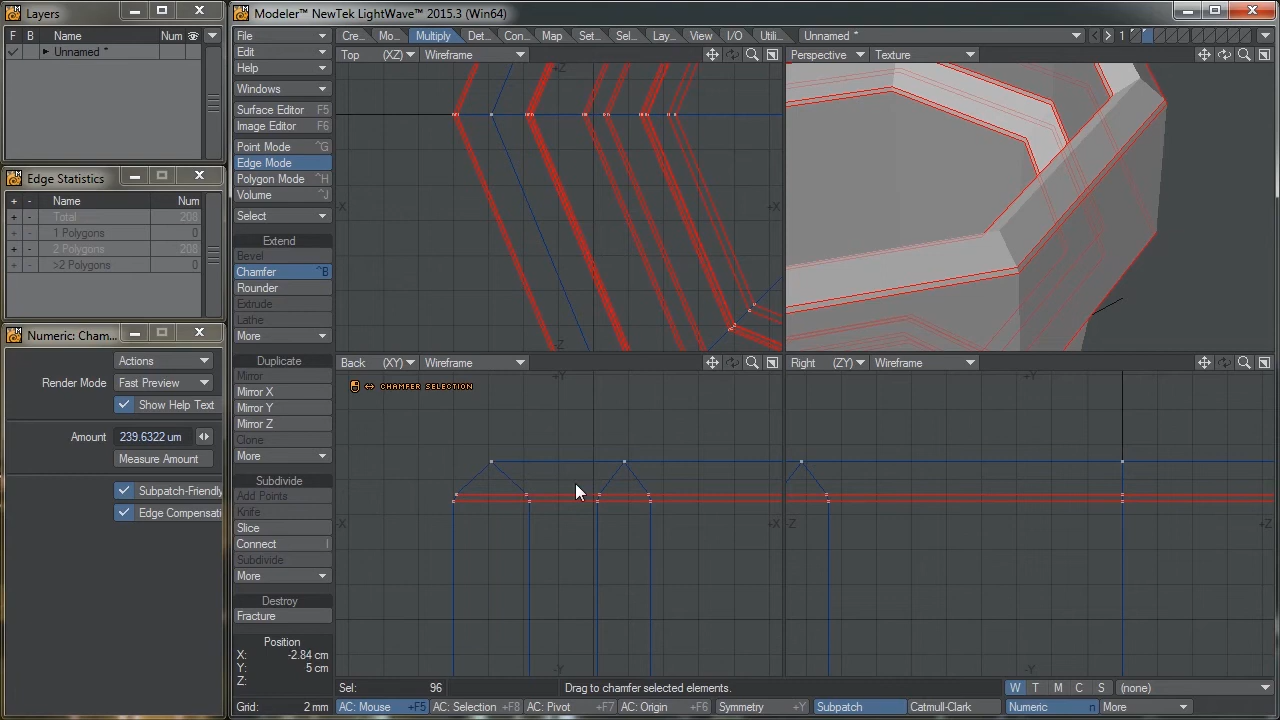 Layers
Modeler™ NewTek LightWave™ 2015.3 (Win64)
F B Name Num
Unnamed *
File
Cre... Mo... Multiply Det... Con... Map Set... Sel... Lay... View I/O Utili... Unnamed * 1
Edit
Help
Windows
Surface Editor F5
Image Editor F6
Point Mode ^G
Edge Mode
Polygon Mode ^H
Volume ^J
Select
Top (XZ) Wireframe
Perspective Texture
Edge Statistics
+ - Name Num
+ - Total 208
+ - 1 Polygons 0
+ - 2 Polygons 208
+ - >2 Polygons 0
Extend
Bevel
Chamfer ^B
Rounder
Extrude
Lathe
More
Numeric: Cham...
Actions
Render Mode Fast Preview
Show Help Text
Amount 239.6322 um
Measure Amount
Subpatch-Friendly
Edge Compensati
Duplicate
Mirror
Mirror X
Mirror Y
Mirror Z
Clone
More
Back (XY) Wireframe
Right (ZY) Wireframe
CHAMFER SELECTION
Subdivide
Add Points
Knife
Slice
Connect l
Subdivide
More
Destroy
Fracture
Position
X: -2.84 cm
Y: 5 cm
Z:
Grid: 2 mm
+Z
-X
-Z
+Y
-X
+X
-Y
+Y
-Z
+Z
-Y
Sel: 96 Drag to chamfer selected elements. W T M C S (none)
AC: Mouse +F5 AC: Selection +F8 AC: Pivot +F7 AC: Origin +F6 Symmetry +Y Subpatch Catmull-Clark Numeric n More